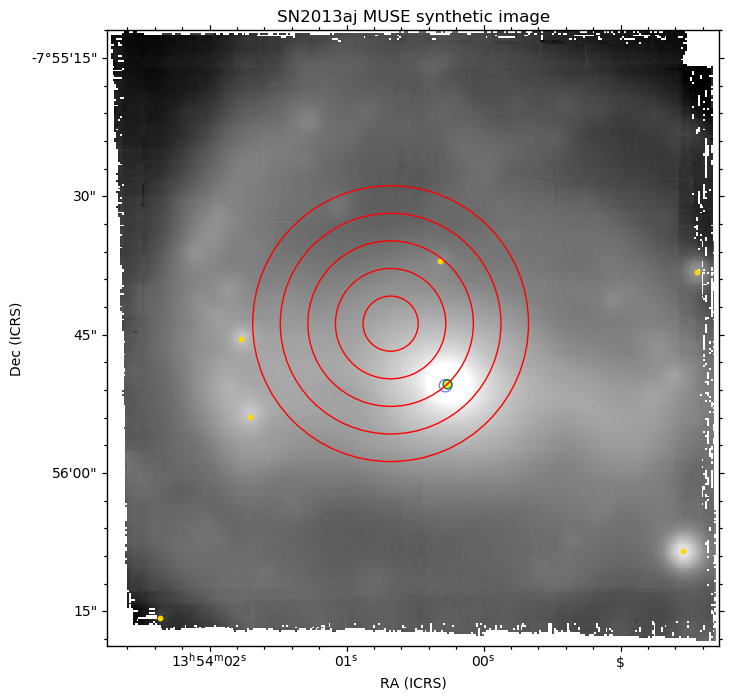 SN2013aj MUSE synthetic image
-7°55'15"
30"
45"
56'00"
15"
13ʰ54ᵐ02ˢ 01ˢ 00ˢ $
Dec (ICRS)
RA (ICRS)